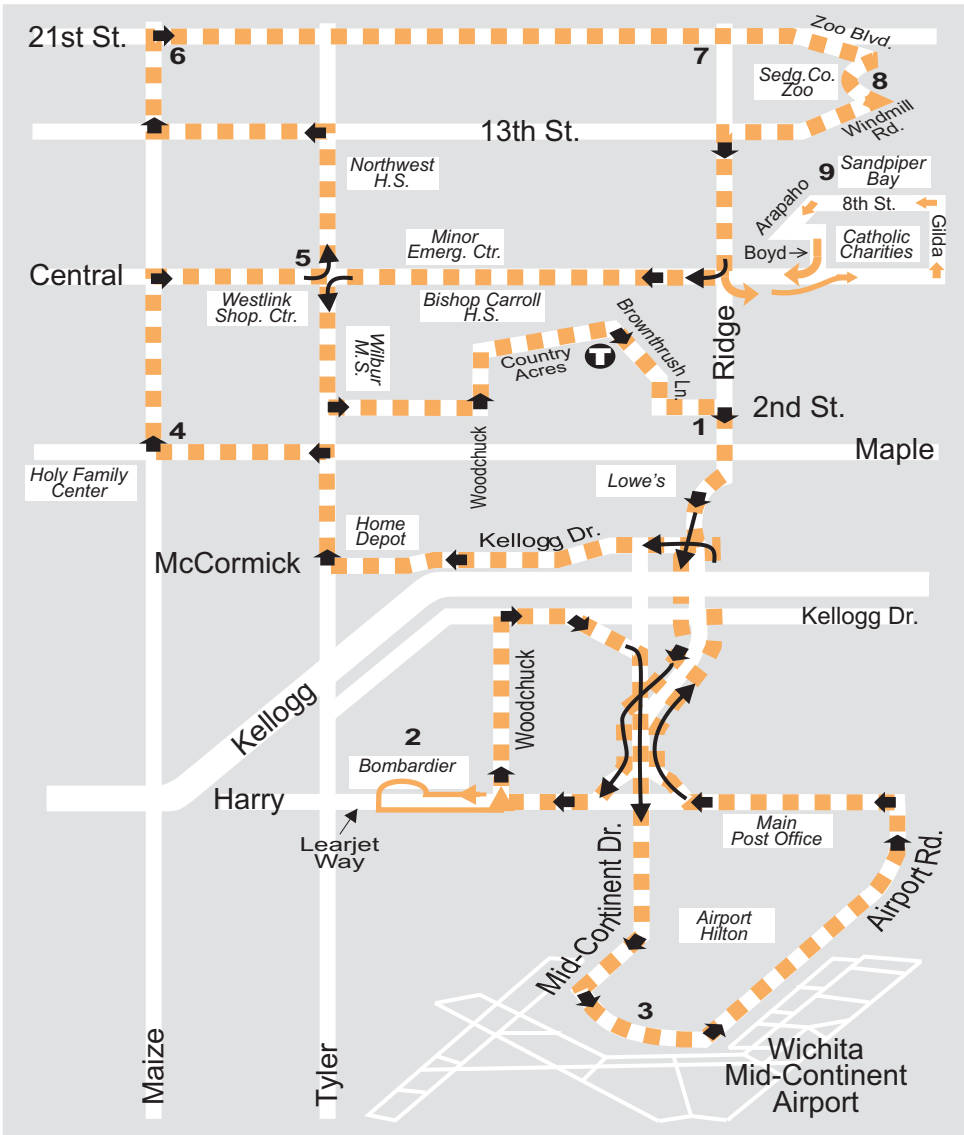 21st St.
6
7
Zoo Blvd.
Sedg.Co.
Zoo
8
Windmill
Rd.
13th St.
Northwest
H.S.
9
Sandpiper
Bay
Arapaho
8th St.
Gilda
Boyd
Catholic
Charities
Central
5
Minor
Emerg. Ctr.
Westlink
Shop. Ctr.
Bishop Carroll
H.S.
Wilbur
M.S.
Country
Acres
T
Brownthrush Ln.
Ridge
Woodchuck
1
2nd St.
4
Maple
Holy Family
Center
Lowe's
Home
Depot
Kellogg Dr.
McCormick
Kellogg Dr.
Kellogg
Woodchuck
2
Bombardier
Harry
Learjet
Way
Main
Post Office
Mid-Continent Dr.
Airport Rd.
Airport
Hilton
3
Maize
Tyler
Wichita
Mid-Continent
Airport